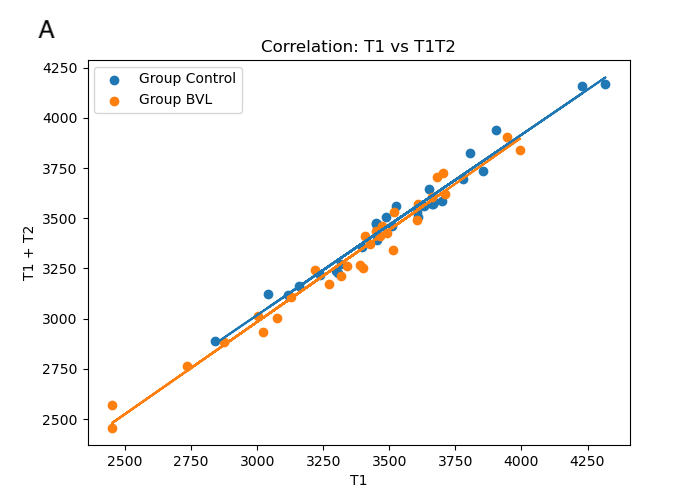 A
Correlation: T1 vs T1T2
Group Control
Group BVL
T1 + T2
4250
4000
3750
3500
3250
3000
2750
2500
2500 2750 3000 3250 3500 3750 4000 4250
T1